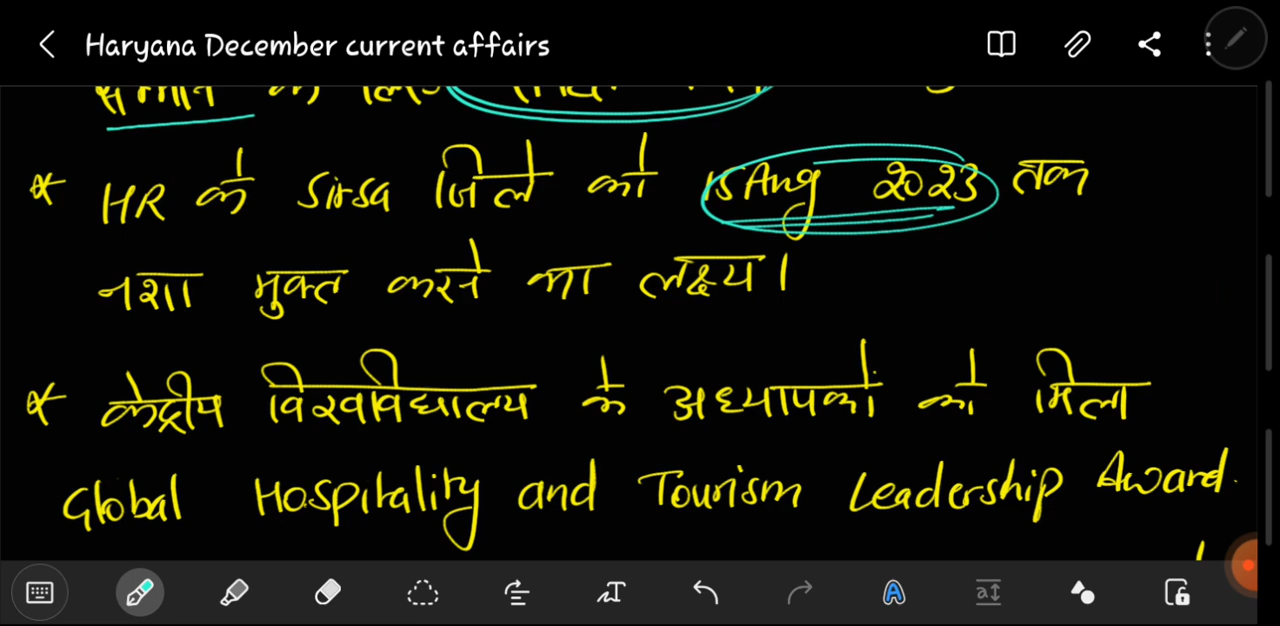 Haryana December current affairs
सम्मान के लिए
* HR के Sirsa जिले को 15 Aug 2023 तक
नशा मुक्त करने का लक्ष्य।
* केंद्रीय विश्वविद्यालय के अध्यापकों को मिला
Global Hospitality and Tourism Leadership Award.